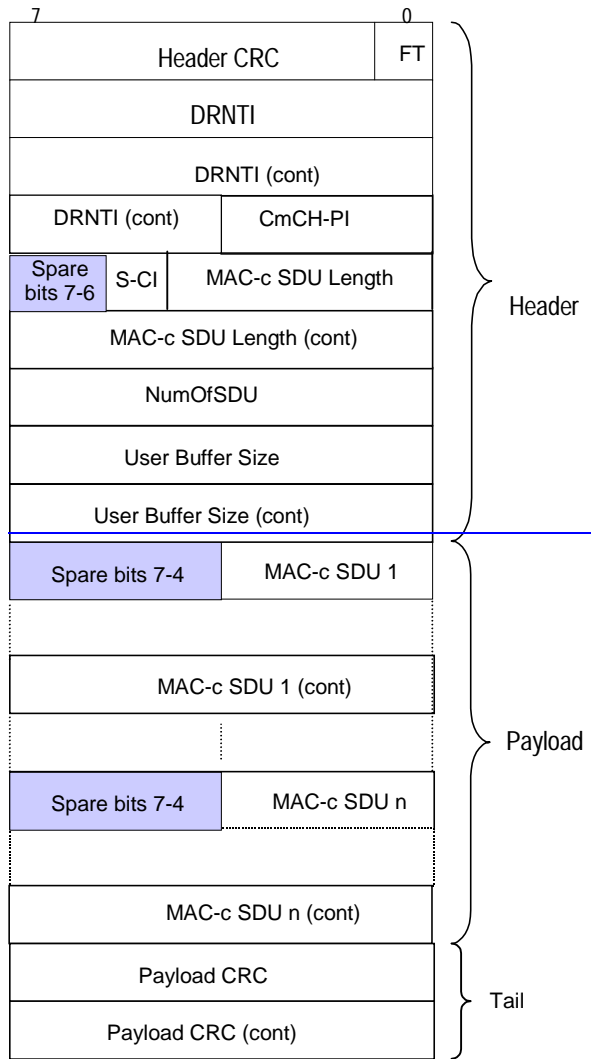 7 0
Header CRC FT
DRNTI
DRNTI (cont)
DRNTI (cont) CmCH-PI
Spare bits 7-6 S-CI MAC-c SDU Length
Header
MAC-c SDU Length (cont)
NumOfSDU
User Buffer Size
User Buffer Size (cont)
Spare bits 7-4 MAC-c SDU 1
MAC-c SDU 1 (cont)
Payload
Spare bits 7-4 MAC-c SDU n
MAC-c SDU n (cont)
Payload CRC
Tail
Payload CRC (cont)